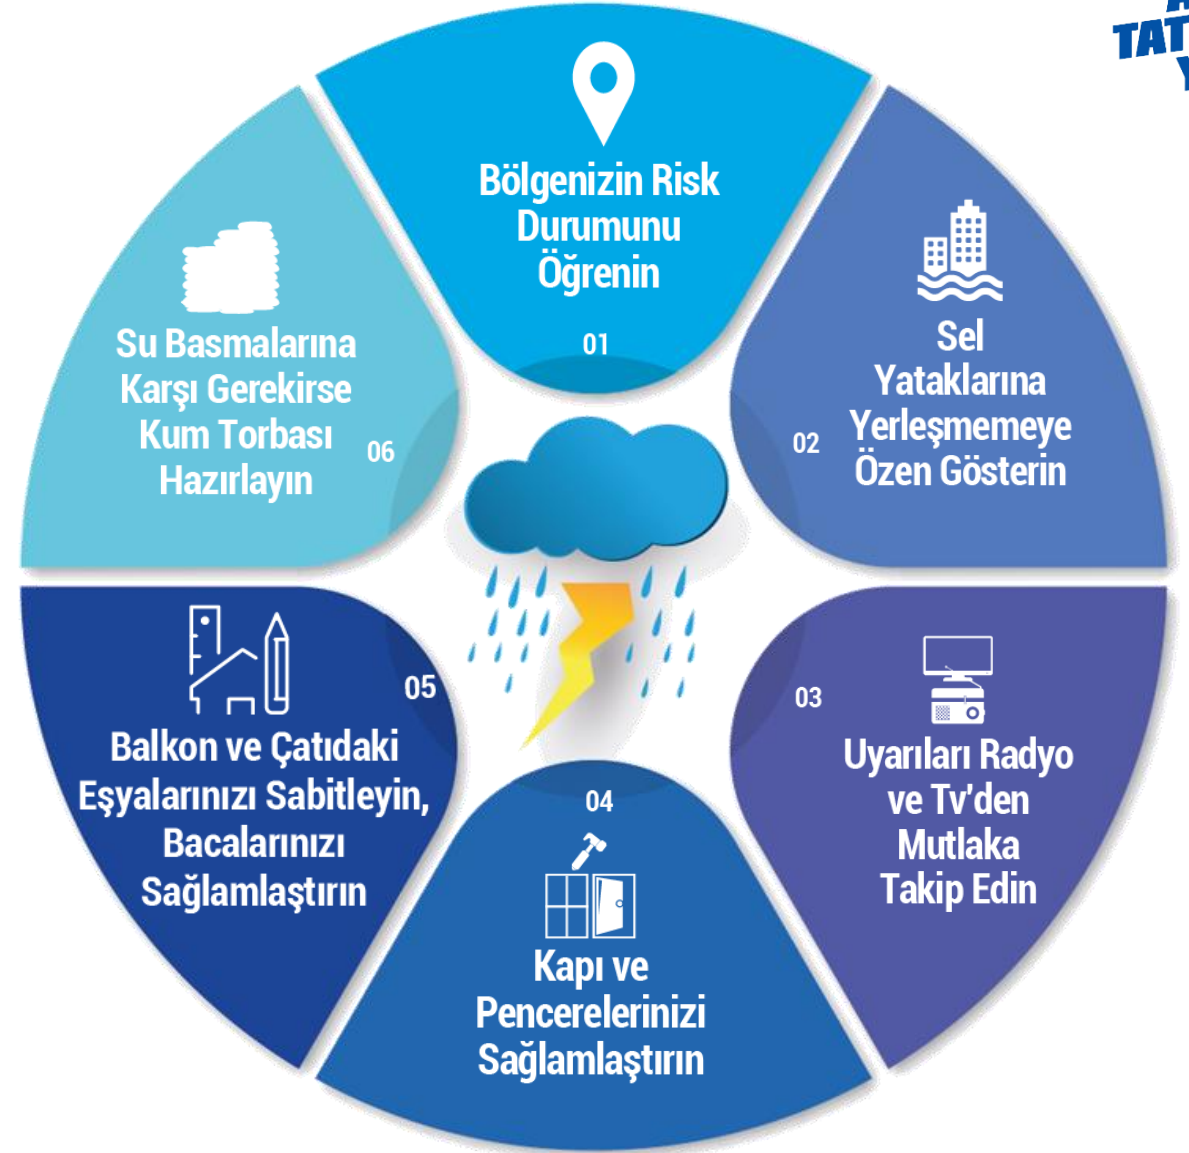 TAT
Bölgenizin Risk
Durumunu
Öğrenin
01
Sel
Yataklarına
Yerleşmemeye
Özen Gösterin
02
03
Uyarıları Radyo
ve Tv'den
Mutlaka
Takip Edin
04
Kapı ve
Pencerelerinizi
Sağlamlaştırın
05
Balkon ve Çatıdaki
Eşyalarınızı Sabitleyin,
Bacalarınızı
Sağlamlaştırın
Su Basmalarına
Karşı Gerekirse
Kum Torbası
Hazırlayın
06